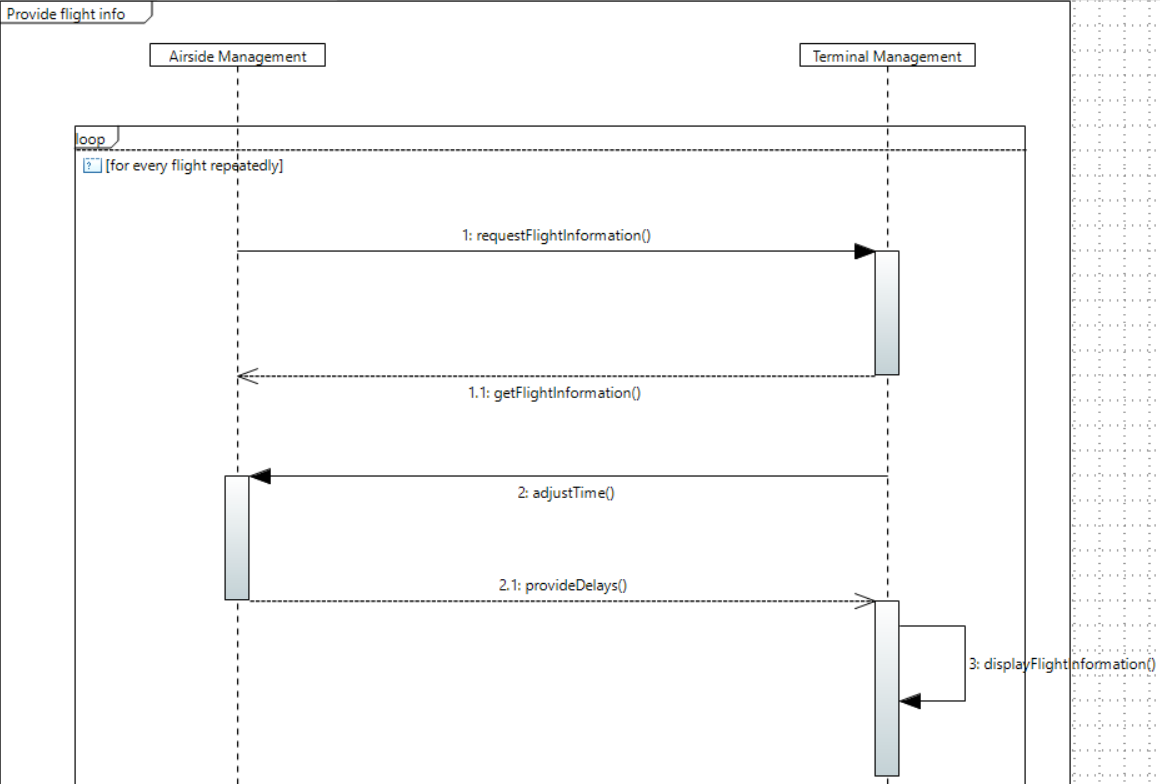 Provide flight info
Airside Management
Terminal Management
loop
[for every flight repeatedly]
1: requestFlightInformation()
1.1: getFlightInformation()
2: adjustTime()
2.1: provideDelays()
3: displayFlightInformation()